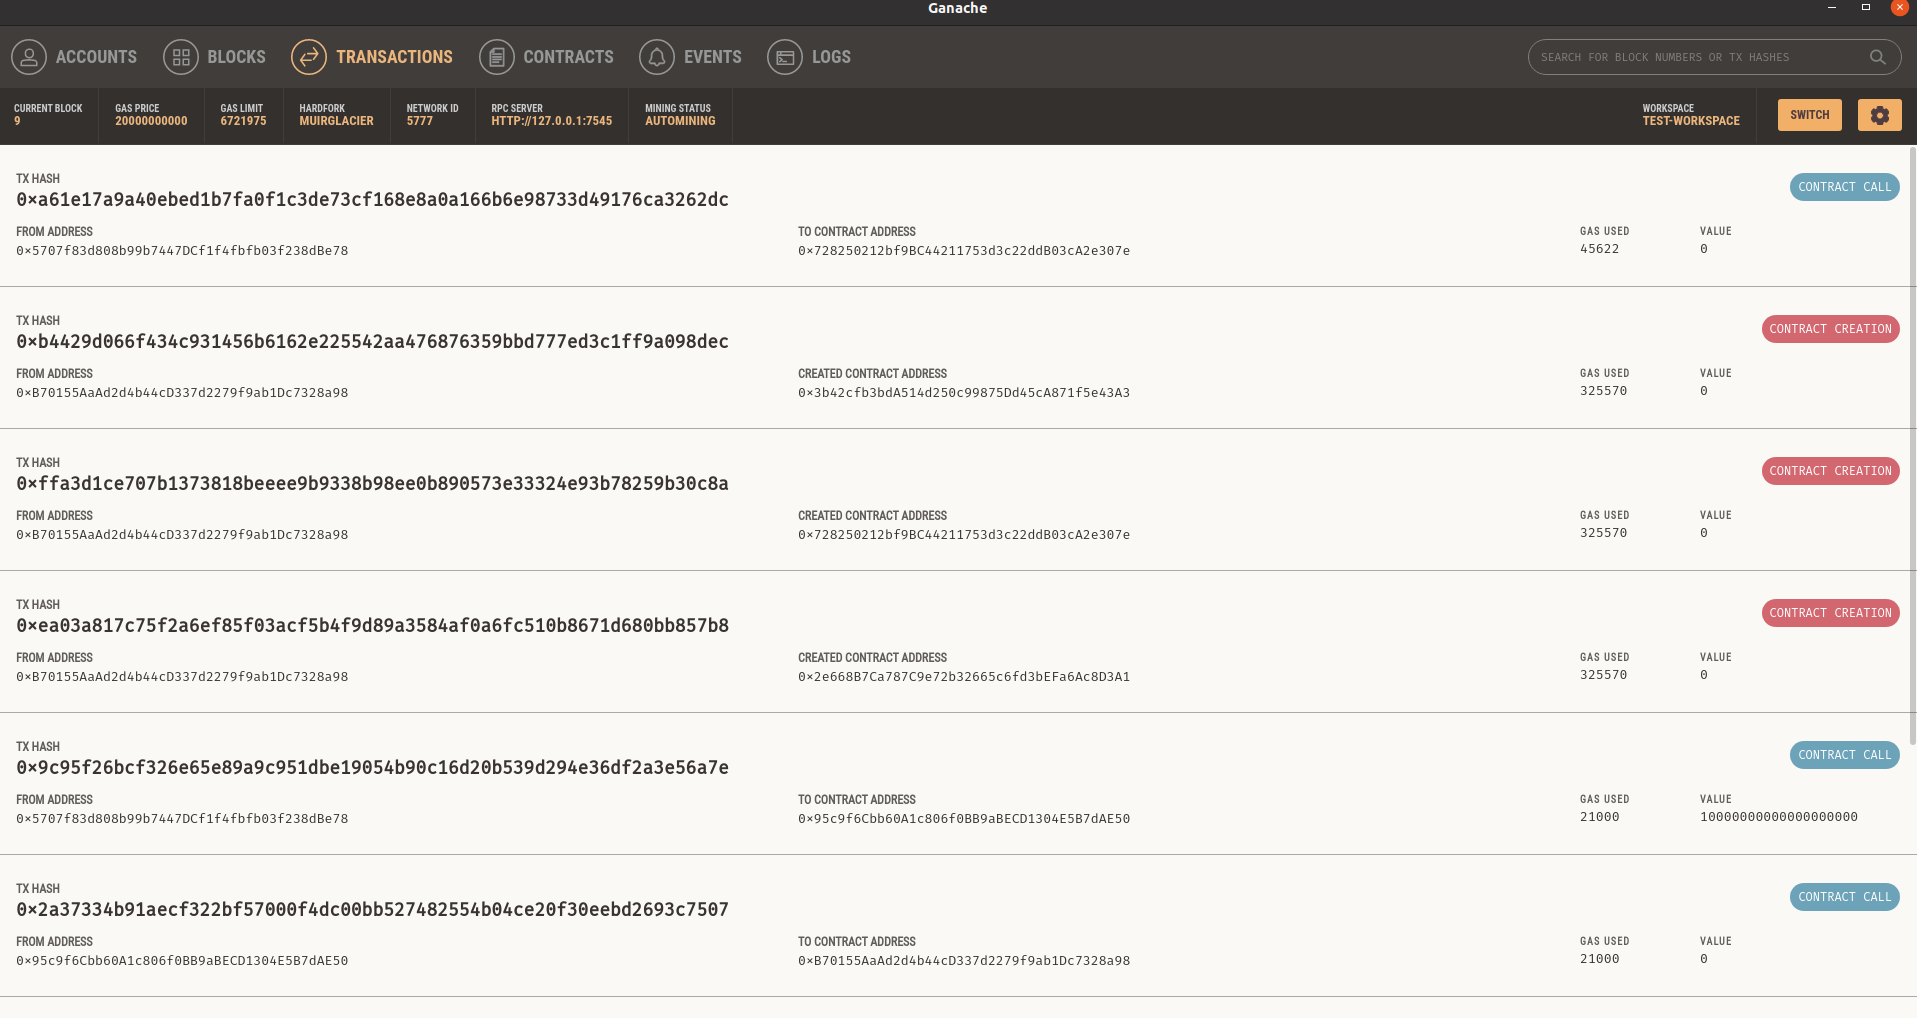 Ganache
ACCOUNTS BLOCKS TRANSACTIONS CONTRACTS EVENTS LOGS SEARCH FOR BLOCK NUMBERS OR TX HASHES
CURRENT BLOCK GAS PRICE GAS LIMIT HARDFORK NETWORK ID RPC SERVER MINING STATUS WORKSPACE
9 20000000000 6721975 MUIRGLACIER 5777 HTTP://127.0.0.1:7545 AUTOMINING TEST-WORKSPACE SWITCH
TX HASH
0×a61e17a9a40ebed1b7fa0f1c3de73cf168e8a0a166b6e98733d49176ca3262dc CONTRACT CALL
FROM ADDRESS TO CONTRACT ADDRESS GAS USED VALUE
0×5707f83d808b99b7447DCf1f4fbfb03f238dBe78 0×728250212bf9BC44211753d3c22ddB03cA2e307e 45622 0
TX HASH
0×b4429d066f434c931456b6162e225542aa476876359bbd777ed3c1ff9a098dec CONTRACT CREATION
FROM ADDRESS CREATED CONTRACT ADDRESS GAS USED VALUE
0×B70155AaAd2d4b44cD337d2279f9ab1Dc7328a98 0×3b42cfb3bdA514d250c99875Dd45cA871f5e43A3 325570 0
TX HASH
0×ffa3d1ce707b1373818beeee9b9338b98ee0b890573e33324e93b78259b30c8a CONTRACT CREATION
FROM ADDRESS CREATED CONTRACT ADDRESS GAS USED VALUE
0×B70155AaAd2d4b44cD337d2279f9ab1Dc7328a98 0×728250212bf9BC44211753d3c22ddB03cA2e307e 325570 0
TX HASH
0×ea03a817c75f2a6ef85f03acf5b4f9d89a3584af0a6fc510b8671d680bb857b8 CONTRACT CREATION
FROM ADDRESS CREATED CONTRACT ADDRESS GAS USED VALUE
0×B70155AaAd2d4b44cD337d2279f9ab1Dc7328a98 0×2e668B7Ca787C9e72b32665c6fd3bEFa6Ac8D3A1 325570 0
TX HASH
0×9c95f26bcf326e65e89a9c951dbe19054b90c16d20b539d294e36df2a3e56a7e CONTRACT CALL
FROM ADDRESS TO CONTRACT ADDRESS GAS USED VALUE
0×5707f83d808b99b7447DCf1f4fbfb03f238dBe78 0×95c9f6Cbb60A1c806f0BB9aBECD1304E5B7dAE50 21000 10000000000000000000
TX HASH
0×2a37334b91aecf322bf57000f4dc00bb527482554b04ce20f30eebd2693c7507 CONTRACT CALL
FROM ADDRESS TO CONTRACT ADDRESS GAS USED VALUE
0×95c9f6Cbb60A1c806f0BB9aBECD1304E5B7dAE50 0×B70155AaAd2d4b44cD337d2279f9ab1Dc7328a98 21000 0